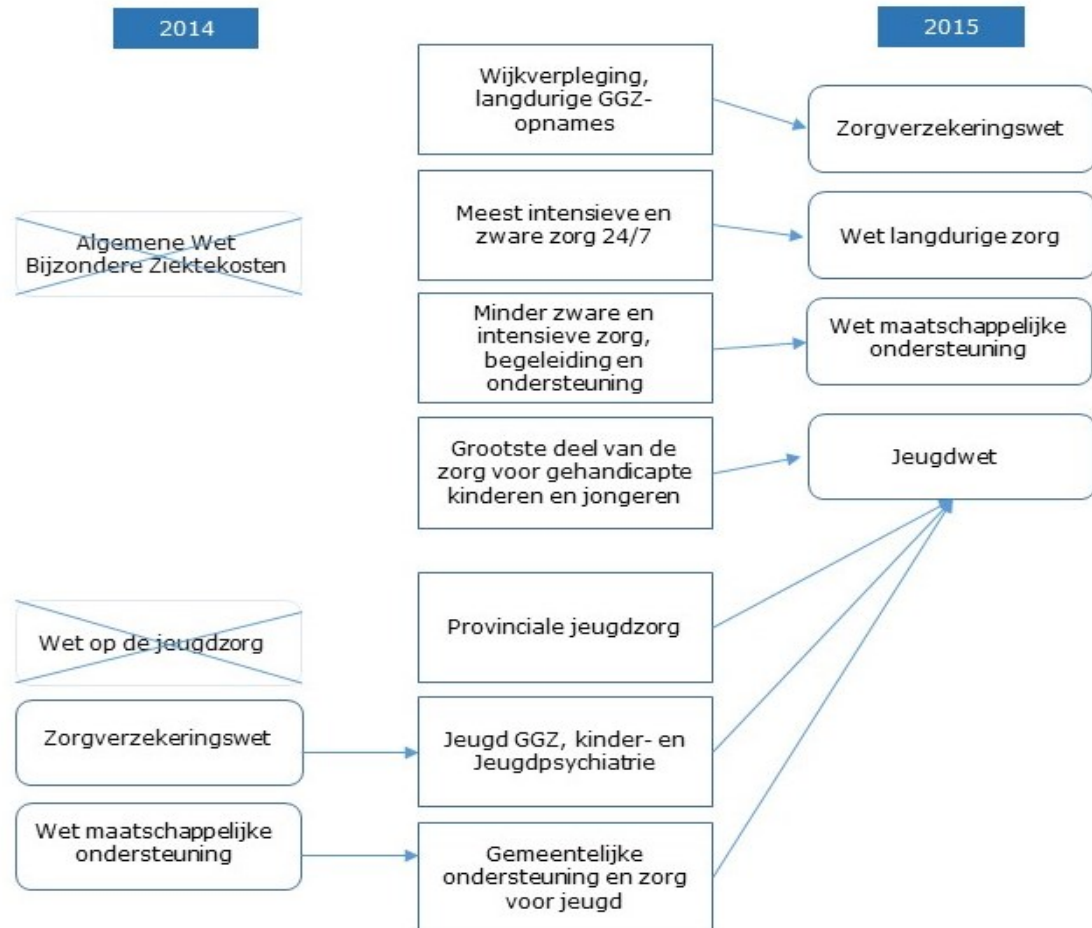 2014
2015
Wijkverpleging,
langdurige GGZ-
opnames
Zorgverzekeringswet
Algemene Wet
Bijzondere Ziektekosten
Meest intensieve en
zware zorg 24/7
Wet langdurige zorg
Minder zware en
intensieve zorg,
begeleiding en
ondersteuning
Wet maatschappelijke
ondersteuning
Grootste deel van de
zorg voor gehandicapte
kinderen en jongeren
Jeugdwet
Wet op de jeugdzorg
Provinciale jeugdzorg
Zorgverzekeringswet
Jeugd GGZ, kinder- en
Jeugdpsychiatrie
Wet maatschappelijke
ondersteuning
Gemeentelijke
ondersteuning en zorg
voor jeugd